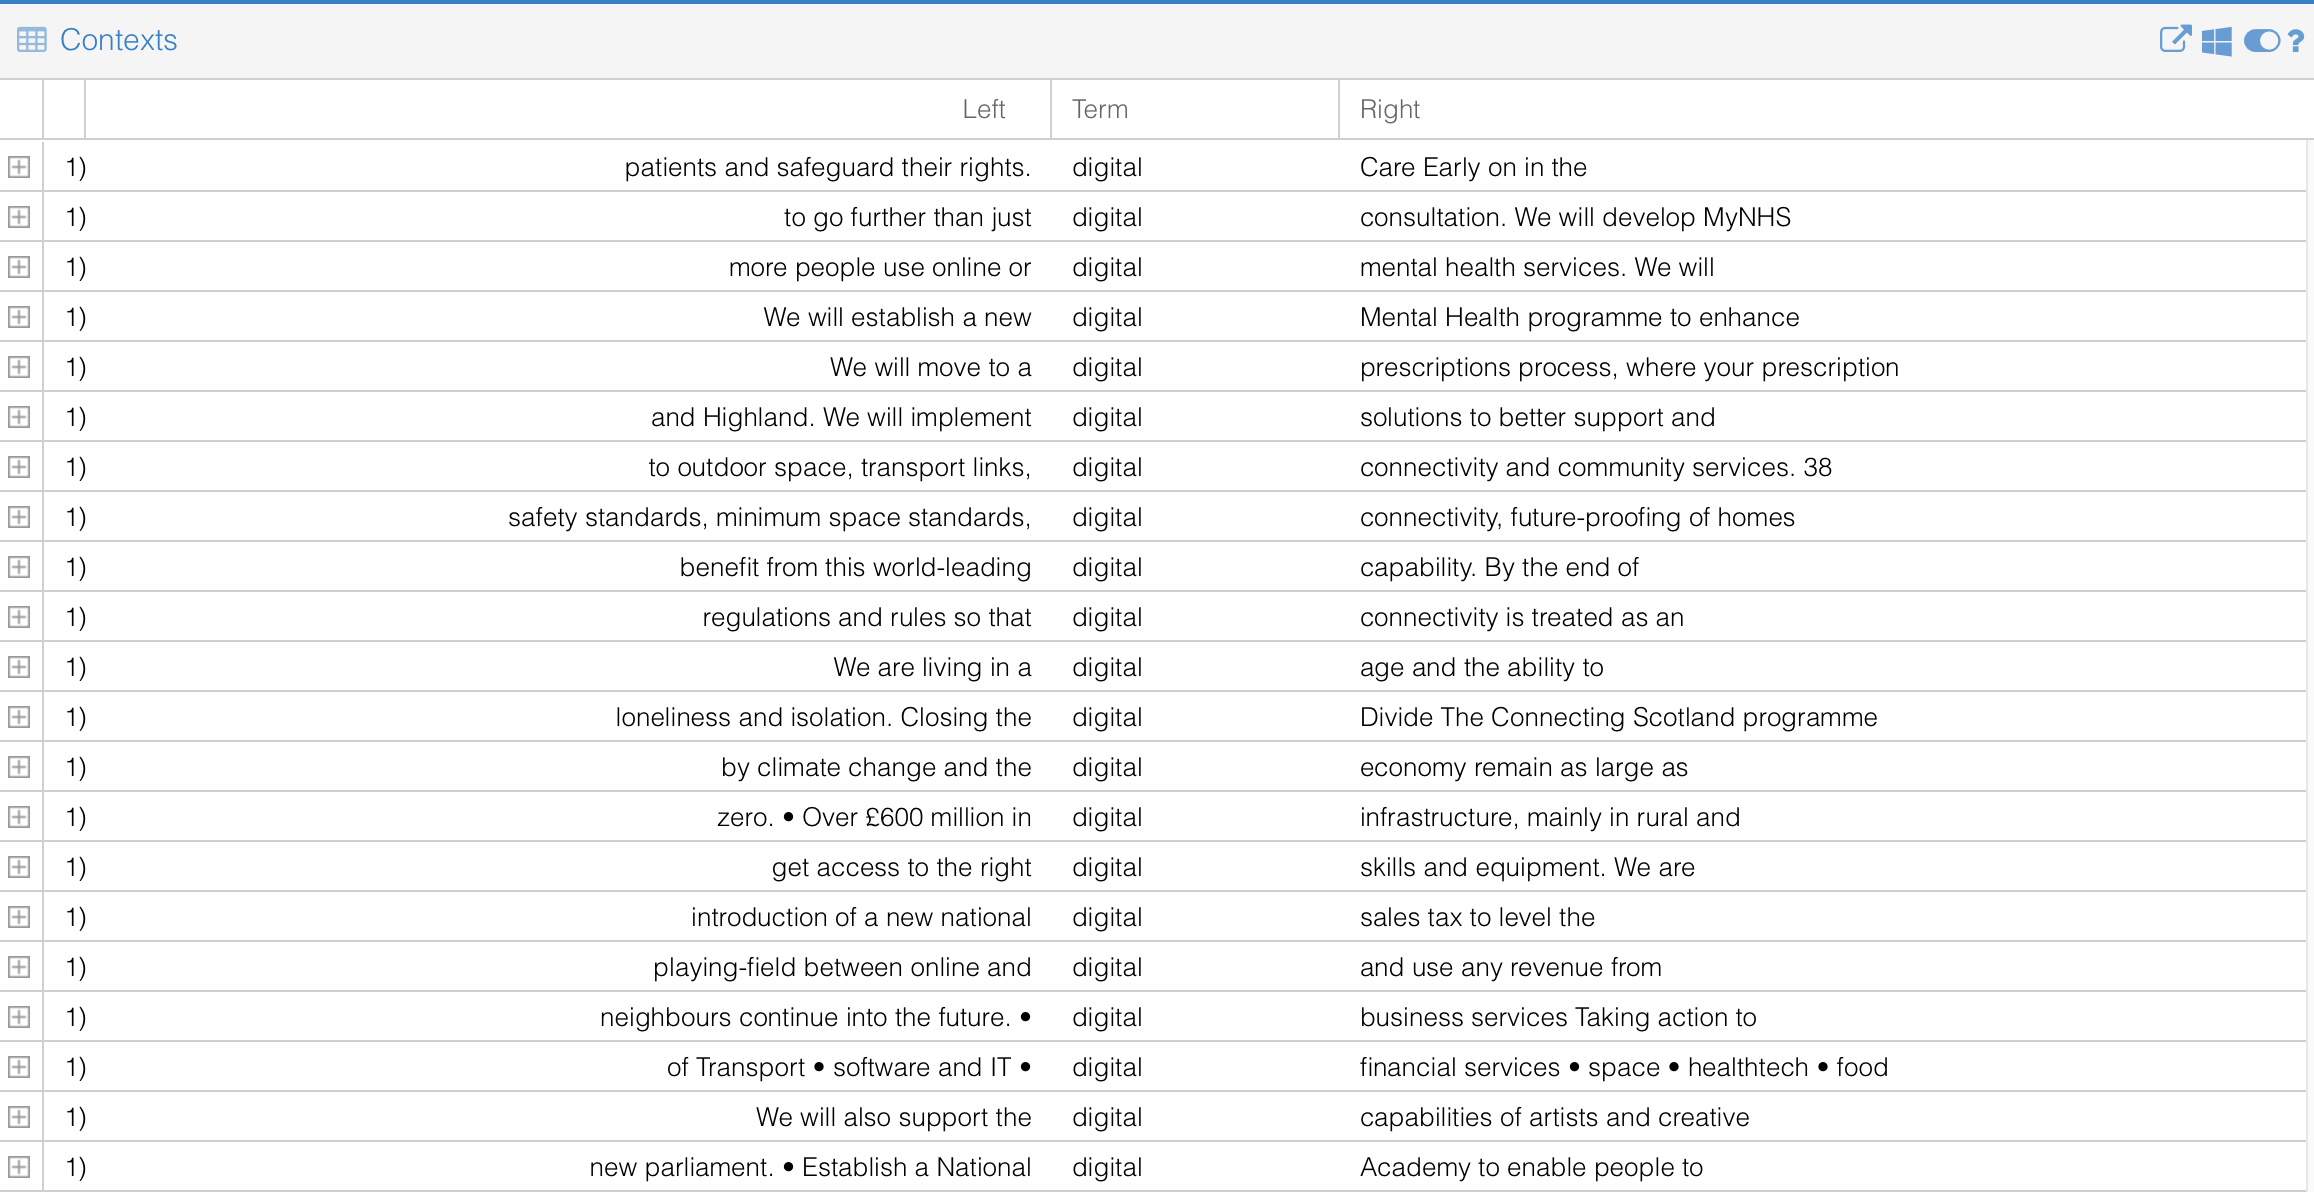 Contexts ?
Left Term Right
1) patients and safeguard their rights. digital Care Early on in the
1) to go further than just digital consultation. We will develop MyNHS
1) more people use online or digital mental health services. We will
1) We will establish a new digital Mental Health programme to enhance
1) We will move to a digital prescriptions process, where your prescription
1) and Highland. We will implement digital solutions to better support and
1) to outdoor space, transport links, digital connectivity and community services. 38
1) safety standards, minimum space standards, digital connectivity, future-proofing of homes
1) benefit from this world-leading digital capability. By the end of
1) regulations and rules so that digital connectivity is treated as an
1) We are living in a digital age and the ability to
1) loneliness and isolation. Closing the digital Divide The Connecting Scotland programme
1) by climate change and the digital economy remain as large as
1) zero. • Over £600 million in digital infrastructure, mainly in rural and
1) get access to the right digital skills and equipment. We are
1) introduction of a new national digital sales tax to level the
1) playing-field between online and digital and use any revenue from
1) neighbours continue into the future. • digital business services Taking action to
1) of Transport • software and IT • digital financial services • space • healthtech • food
1) We will also support the digital capabilities of artists and creative
1) new parliament. • Establish a National digital Academy to enable people to